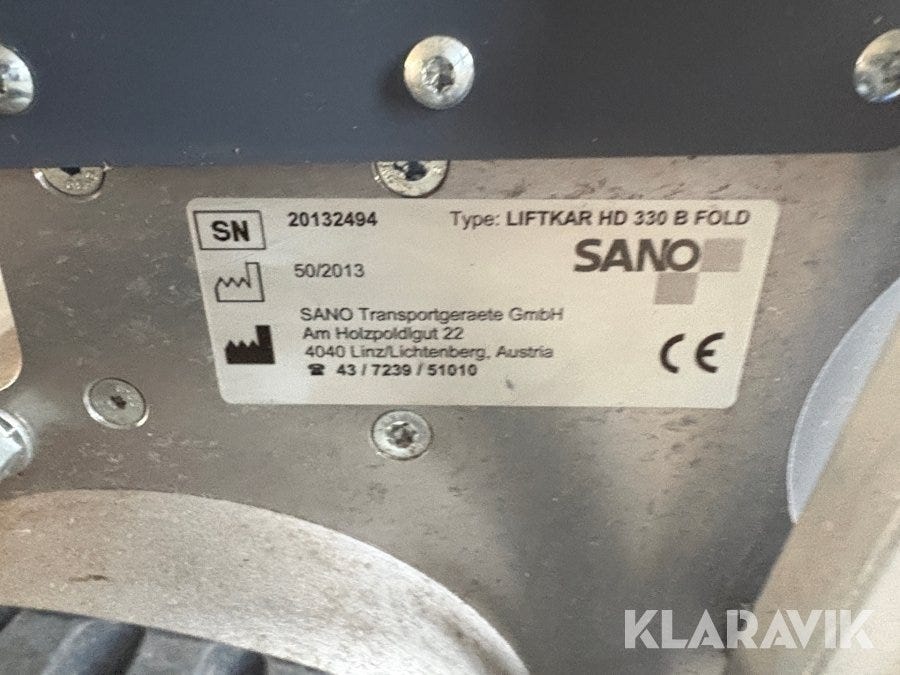 SN 20132494 Type: LIFTKAR HD 330 B FOLD
SANO
50/2013
SANO Transportgeraete GmbH
Am Holzpoldlgut 22
4040 Linz/Lichtenberg, Austria
☎ 43 / 7239 / 51010
CE
KLARAVIK